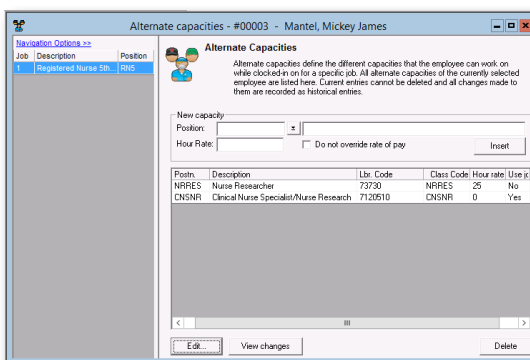 Alternate capacities - #00003 - Mantel, Mickey James
Navigation Options >>
Job Description Position
1 Registered Nurse 5th... RN5
Alternate Capacities
Alternate capacities define the different capacities that the employee can work on
while clocked-in on for a specific job. All alternate capacities of the currently selected
employee are listed here. Current entries cannot be deleted and all changes made to
them are recorded as historical entries.
New capacity
Position:
Hour Rate: Do not override rate of pay Insert
Postn. Description Lbr. Code Class Code Hour rate Use jo
NRRES Nurse Researcher 73730 NRRES 25 No
CNSNR Clinical Nurse Specialist/Nurse Research 7120510 CNSNR 0 Yes
Edit... View changes Delete